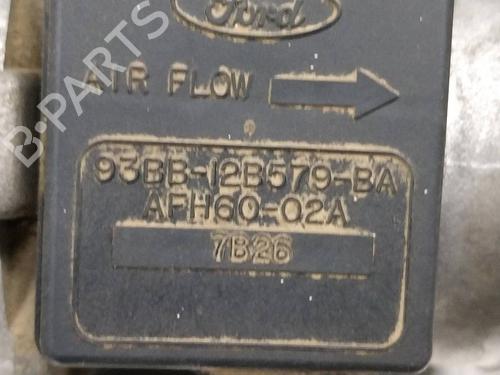 Ford
AIR FLOW
93BB-12B579-BA
AFH60-02A
7B26
B-PARTS